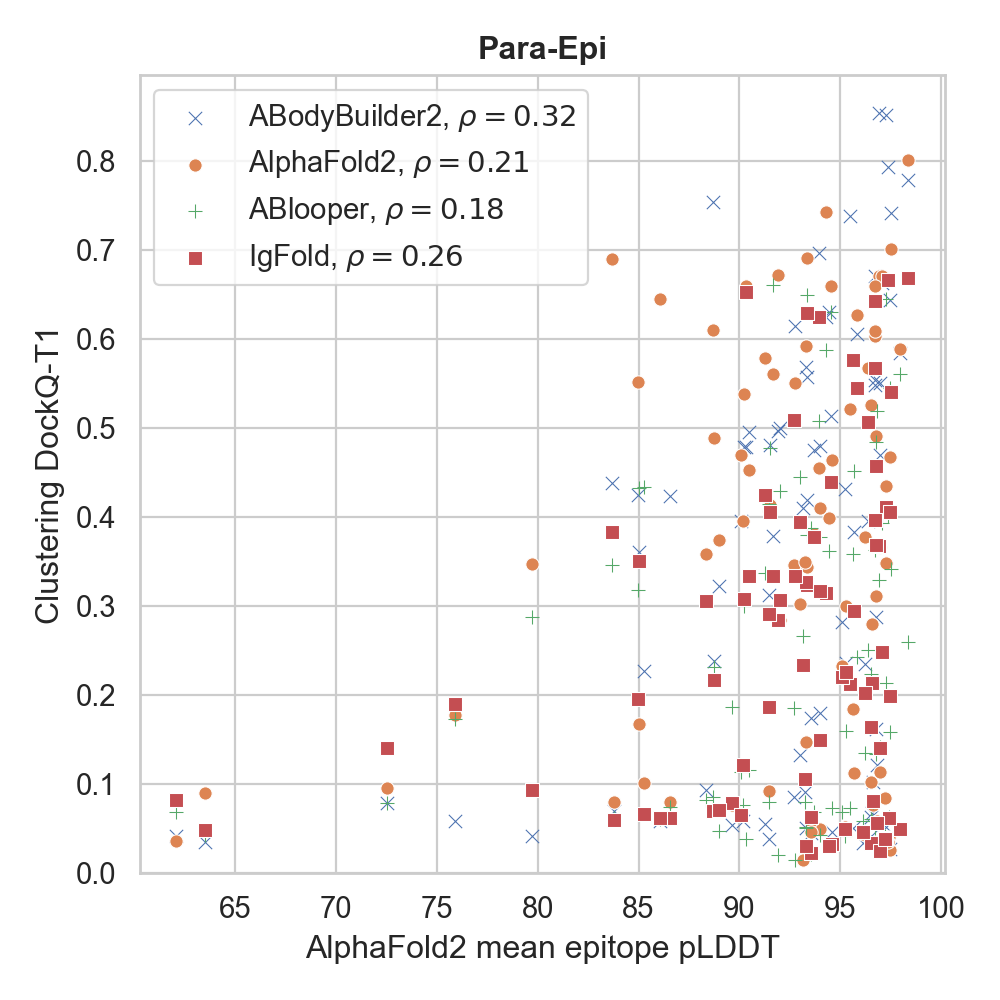 Para-Epi
ABodyBuilder2, ρ = 0.32
AlphaFold2, ρ = 0.21
ABlooper, ρ = 0.18
IgFold, ρ = 0.26
Clustering DockQ-T1
0.8
0.7
0.6
0.5
0.4
0.3
0.2
0.1
0.0
65 70 75 80 85 90 95 100
AlphaFold2 mean epitope pLDDT